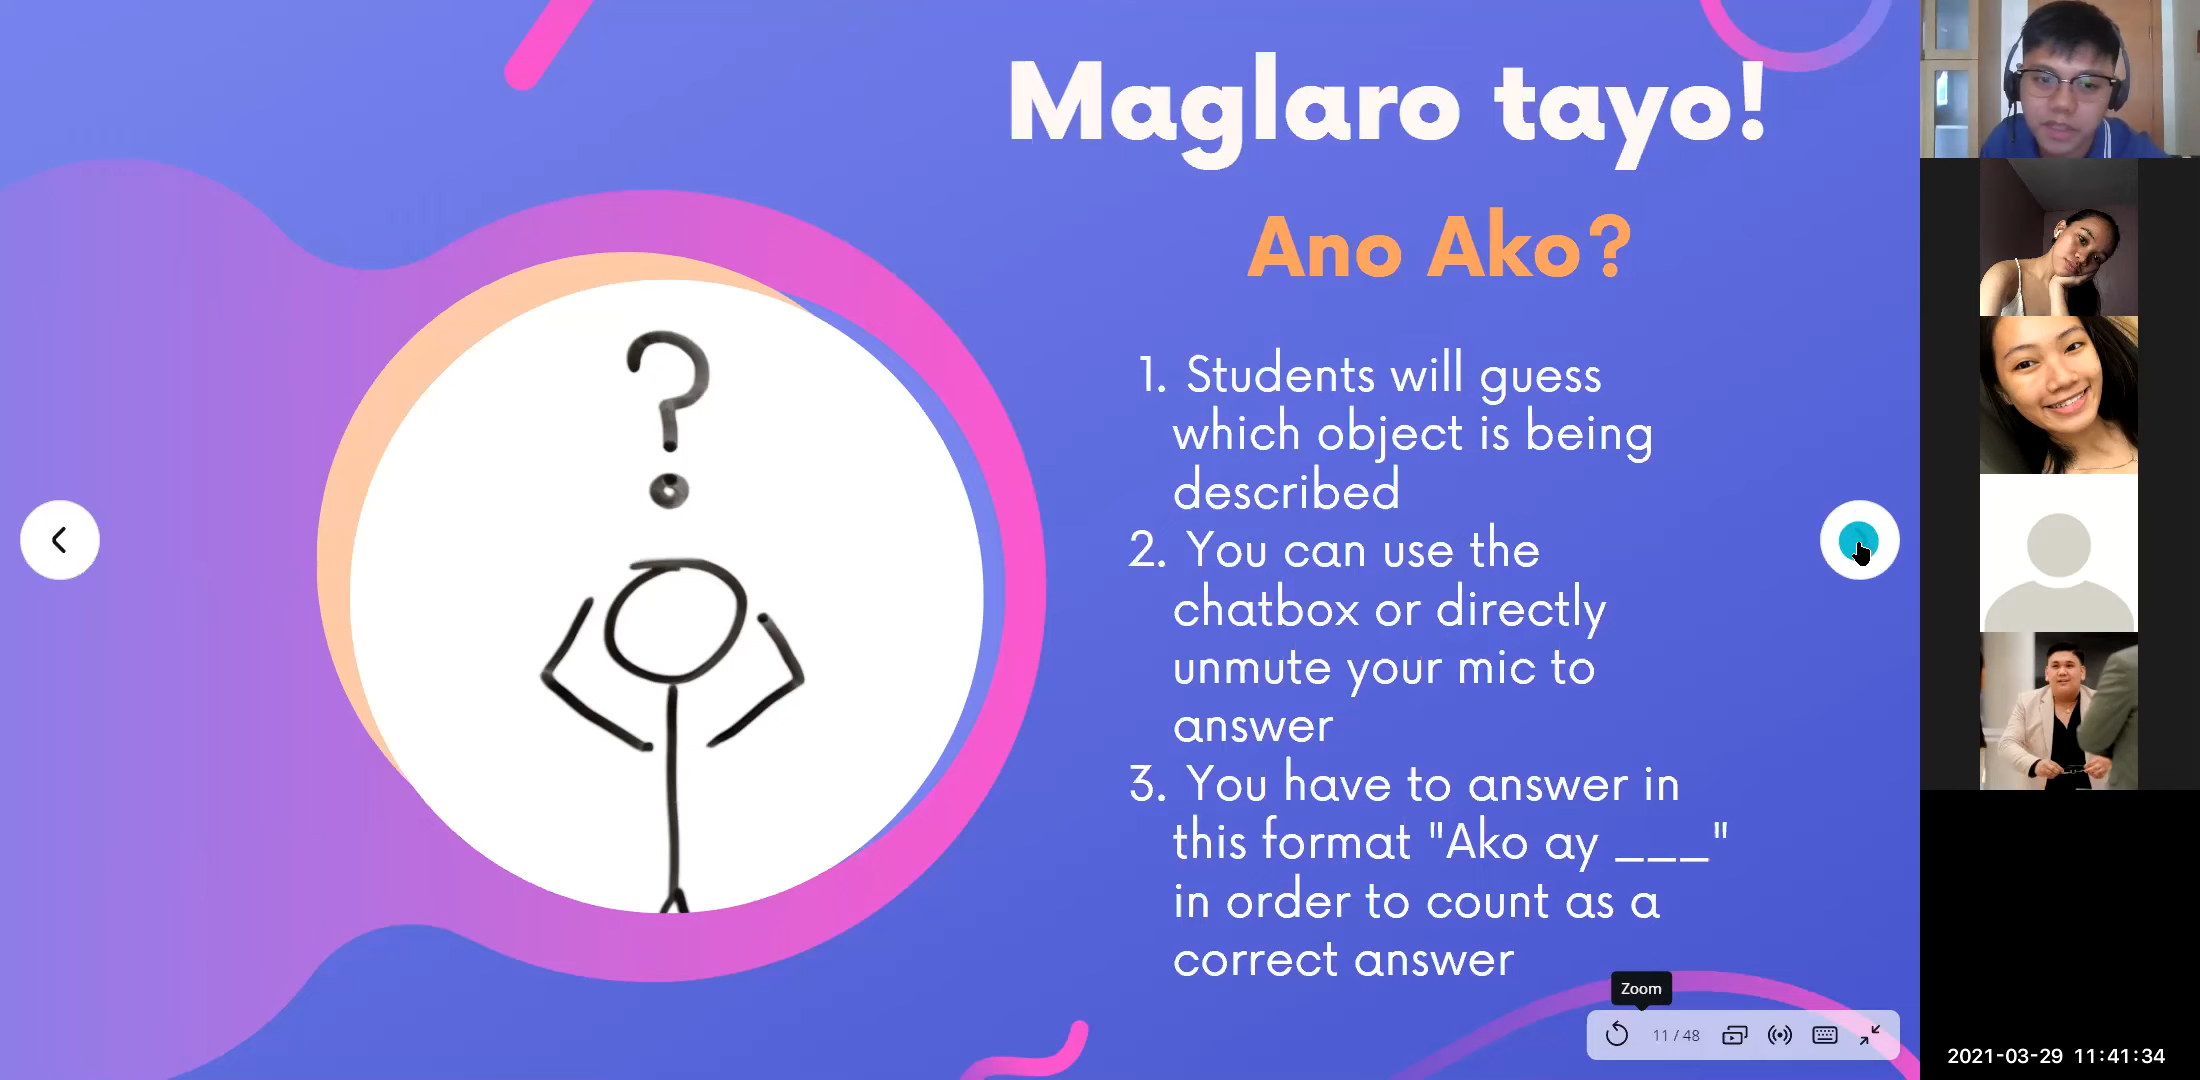 Maglaro tayo!
Ano Ako?
1. Students will guess
which object is being
described
2. You can use the
chatbox or directly
unmute your mic to
answer
3. You have to answer in
this format "Ako ay ___"
in order to count as a
correct answer
Zoom
11 / 48
2021-03-29 11:41:34